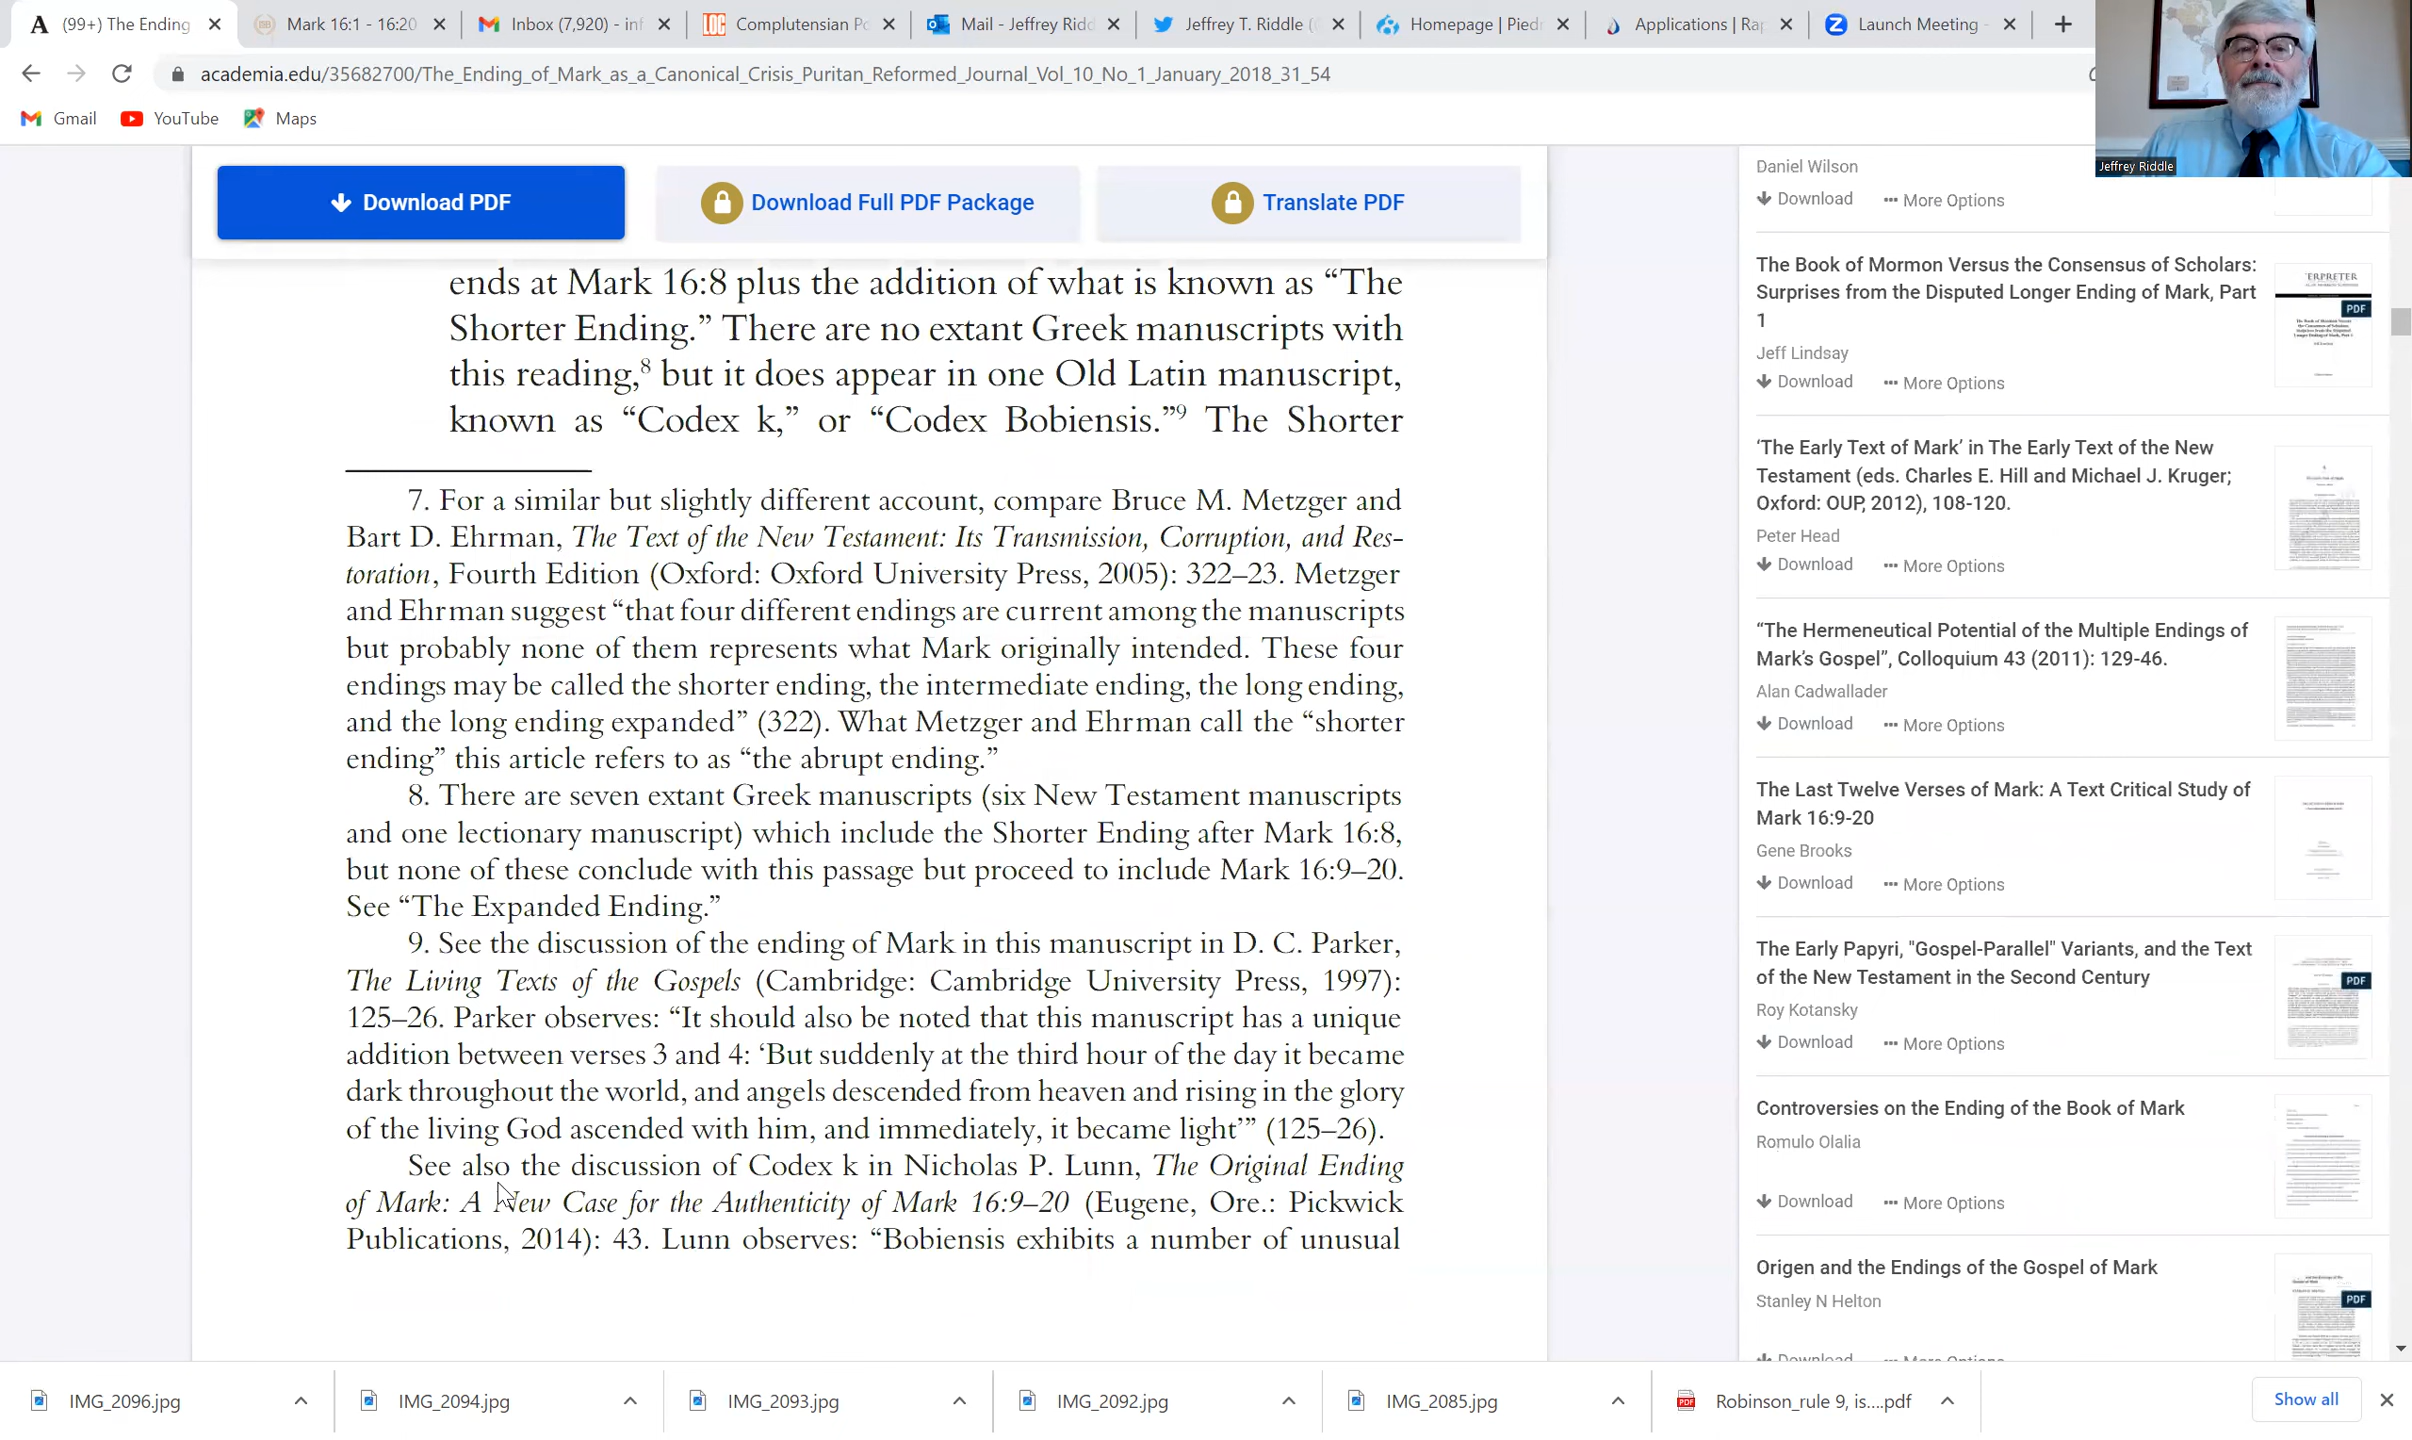 (99+) The Ending
Mark 16:1 - 16:20
Inbox (7,920) - inf
LOC Complutensian Po
Mail - Jeffrey Ridd
Jeffrey T. Riddle (
Homepage | Pied
Applications | Rap
Launch Meeting -
academia.edu/35682700/The_Ending_of_Mark_as_a_Canonical_Crisis_Puritan_Reformed_Journal_Vol_10_No_1_January_2018_31_54
Gmail YouTube Maps
Jeffrey Riddle
Download PDF
Download Full PDF Package
Translate PDF
ends at Mark 16:8 plus the addition of what is known as “The
Shorter Ending.” There are no extant Greek manuscripts with
this reading,⁸ but it does appear in one Old Latin manuscript,
known as “Codex k,” or “Codex Bobiensis.”⁹ The Shorter
7. For a similar but slightly different account, compare Bruce M. Metzger and
Bart D. Ehrman, The Text of the New Testament: Its Transmission, Corruption, and Res-
toration, Fourth Edition (Oxford: Oxford University Press, 2005): 322–23. Metzger
and Ehrman suggest “that four different endings are current among the manuscripts
but probably none of them represents what Mark originally intended. These four
endings may be called the shorter ending, the intermediate ending, the long ending,
and the long ending expanded” (322). What Metzger and Ehrman call the “shorter
ending” this article refers to as “the abrupt ending.”
8. There are seven extant Greek manuscripts (six New Testament manuscripts
and one lectionary manuscript) which include the Shorter Ending after Mark 16:8,
but none of these conclude with this passage but proceed to include Mark 16:9–20.
See “The Expanded Ending.”
9. See the discussion of the ending of Mark in this manuscript in D. C. Parker,
The Living Texts of the Gospels (Cambridge: Cambridge University Press, 1997):
125–26. Parker observes: “It should also be noted that this manuscript has a unique
addition between verses 3 and 4: ‘But suddenly at the third hour of the day it became
dark throughout the world, and angels descended from heaven and rising in the glory
of the living God ascended with him, and immediately, it became light’” (125–26).
See also the discussion of Codex k in Nicholas P. Lunn, The Original Ending
of Mark: A New Case for the Authenticity of Mark 16:9–20 (Eugene, Ore.: Pickwick
Publications, 2014): 43. Lunn observes: “Bobiensis exhibits a number of unusual
Daniel Wilson
Download ••• More Options
The Book of Mormon Versus the Consensus of Scholars:
Surprises from the Disputed Longer Ending of Mark, Part
1
Jeff Lindsay
Download ••• More Options
PDF
‘The Early Text of Mark’ in The Early Text of the New
Testament (eds. Charles E. Hill and Michael J. Kruger;
Oxford: OUP, 2012), 108-120.
Peter Head
Download ••• More Options
“The Hermeneutical Potential of the Multiple Endings of
Mark’s Gospel”, Colloquium 43 (2011): 129-46.
Alan Cadwallader
Download ••• More Options
The Last Twelve Verses of Mark: A Text Critical Study of
Mark 16:9-20
Gene Brooks
Download ••• More Options
The Early Papyri, "Gospel-Parallel" Variants, and the Text
of the New Testament in the Second Century
Roy Kotansky
Download ••• More Options
PDF
Controversies on the Ending of the Book of Mark
Romulo Olalia
Download ••• More Options
Origen and the Endings of the Gospel of Mark
Stanley N Helton
PDF
Download ••• More Options
IMG_2096.jpg
IMG_2094.jpg
IMG_2093.jpg
IMG_2092.jpg
IMG_2085.jpg
Robinson_rule 9, is....pdf
Show all